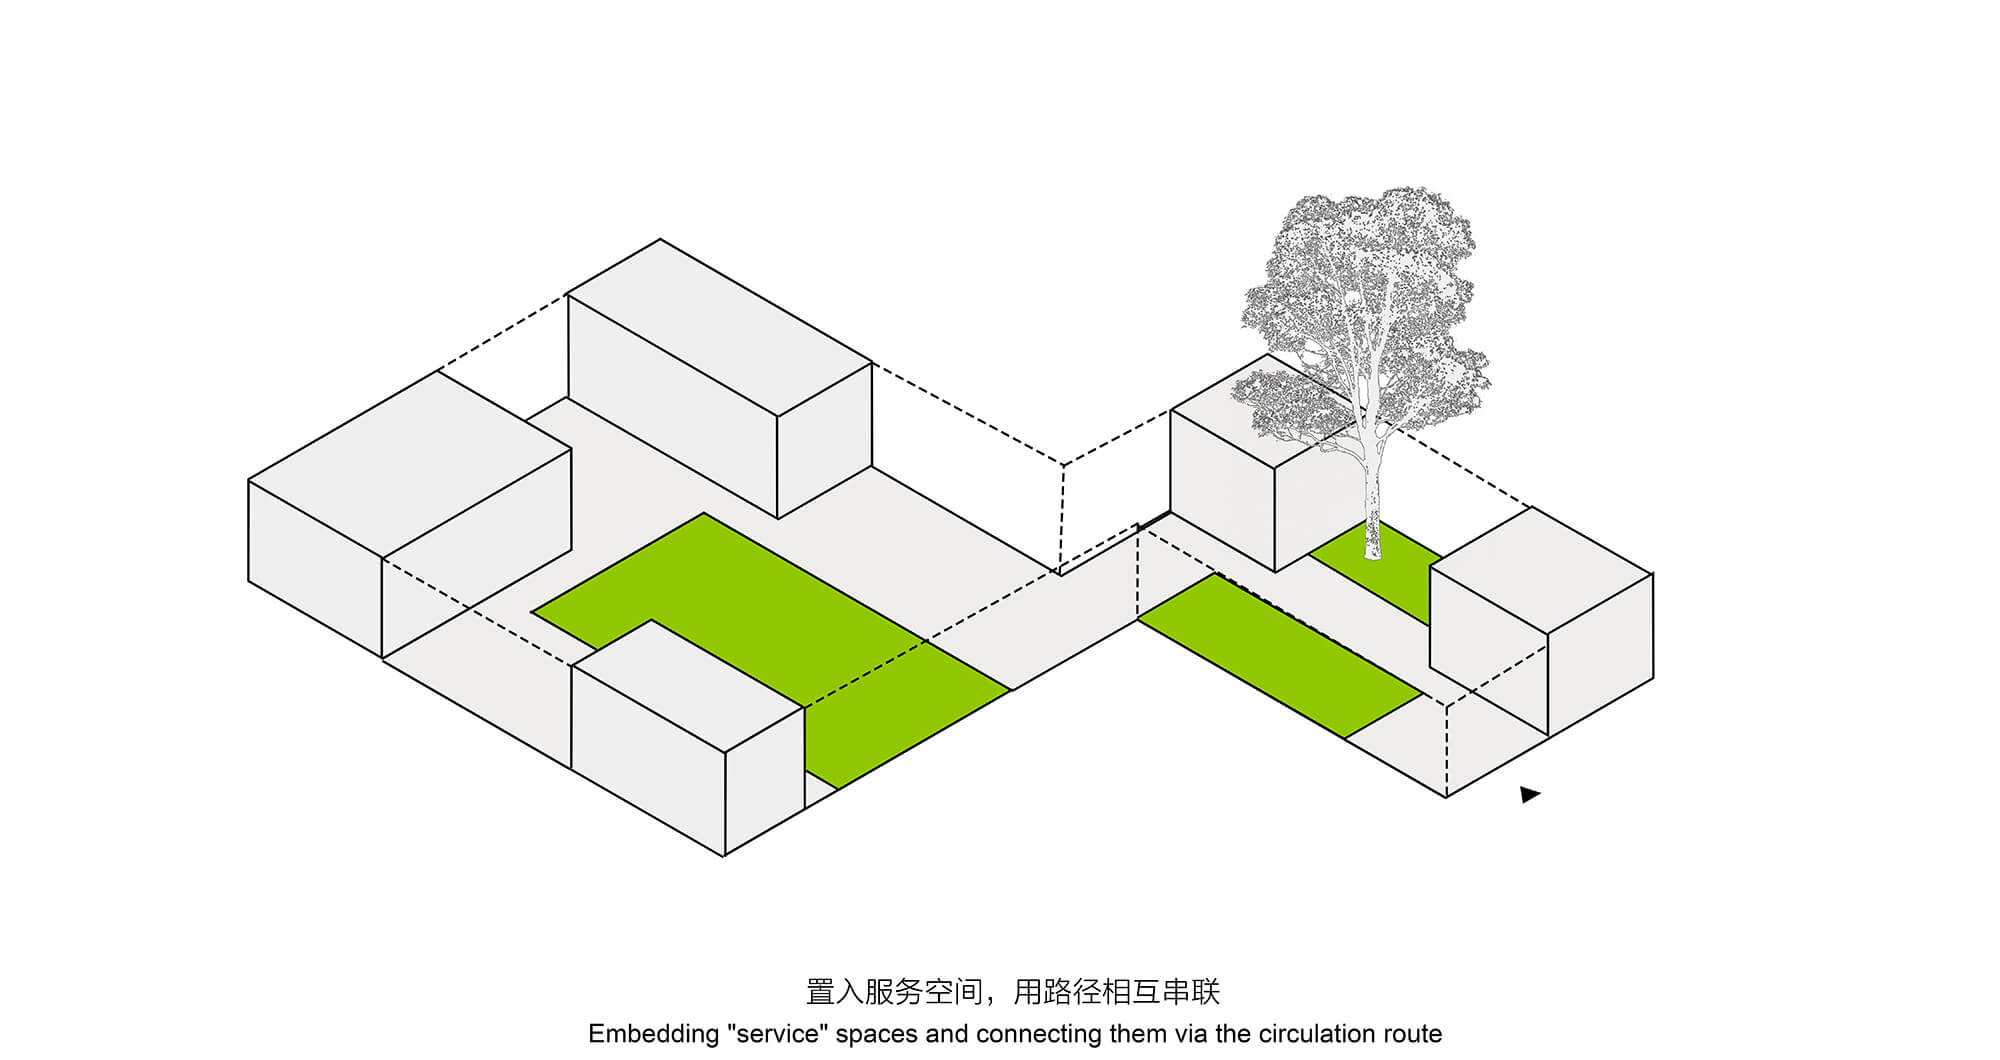 置入服务空间，用路径相互串联
Embedding "service" spaces and connecting them via the circulation route